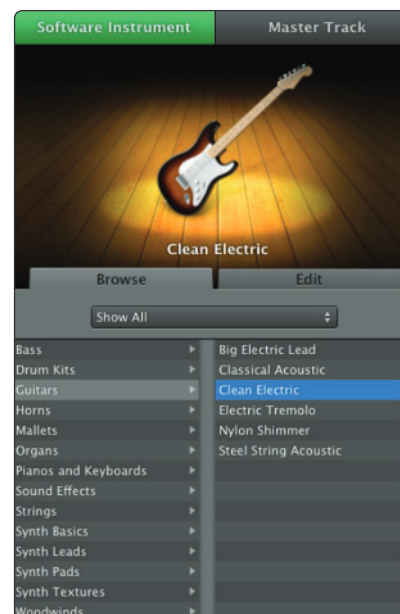 Software Instrument Master Track
Clean Electric
Browse Edit
Show All
Bass
Drum Kits
Guitars
Horns
Mallets
Organs
Pianos and Keyboards
Sound Effects
Strings
Synth Basics
Synth Leads
Synth Pads
Synth Textures
Woodwinds
Big Electric Lead
Classical Acoustic
Clean Electric
Electric Tremolo
Nylon Shimmer
Steel String Acoustic